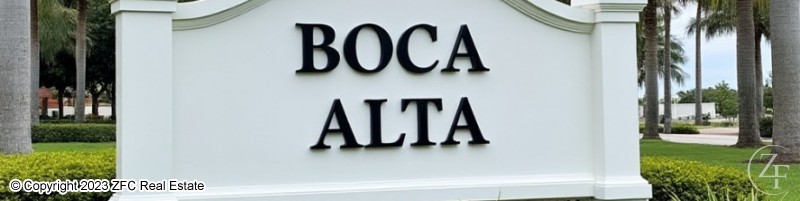 BOCA
ALTA
©Copyright 2023 ZFC Real Estate
ZF